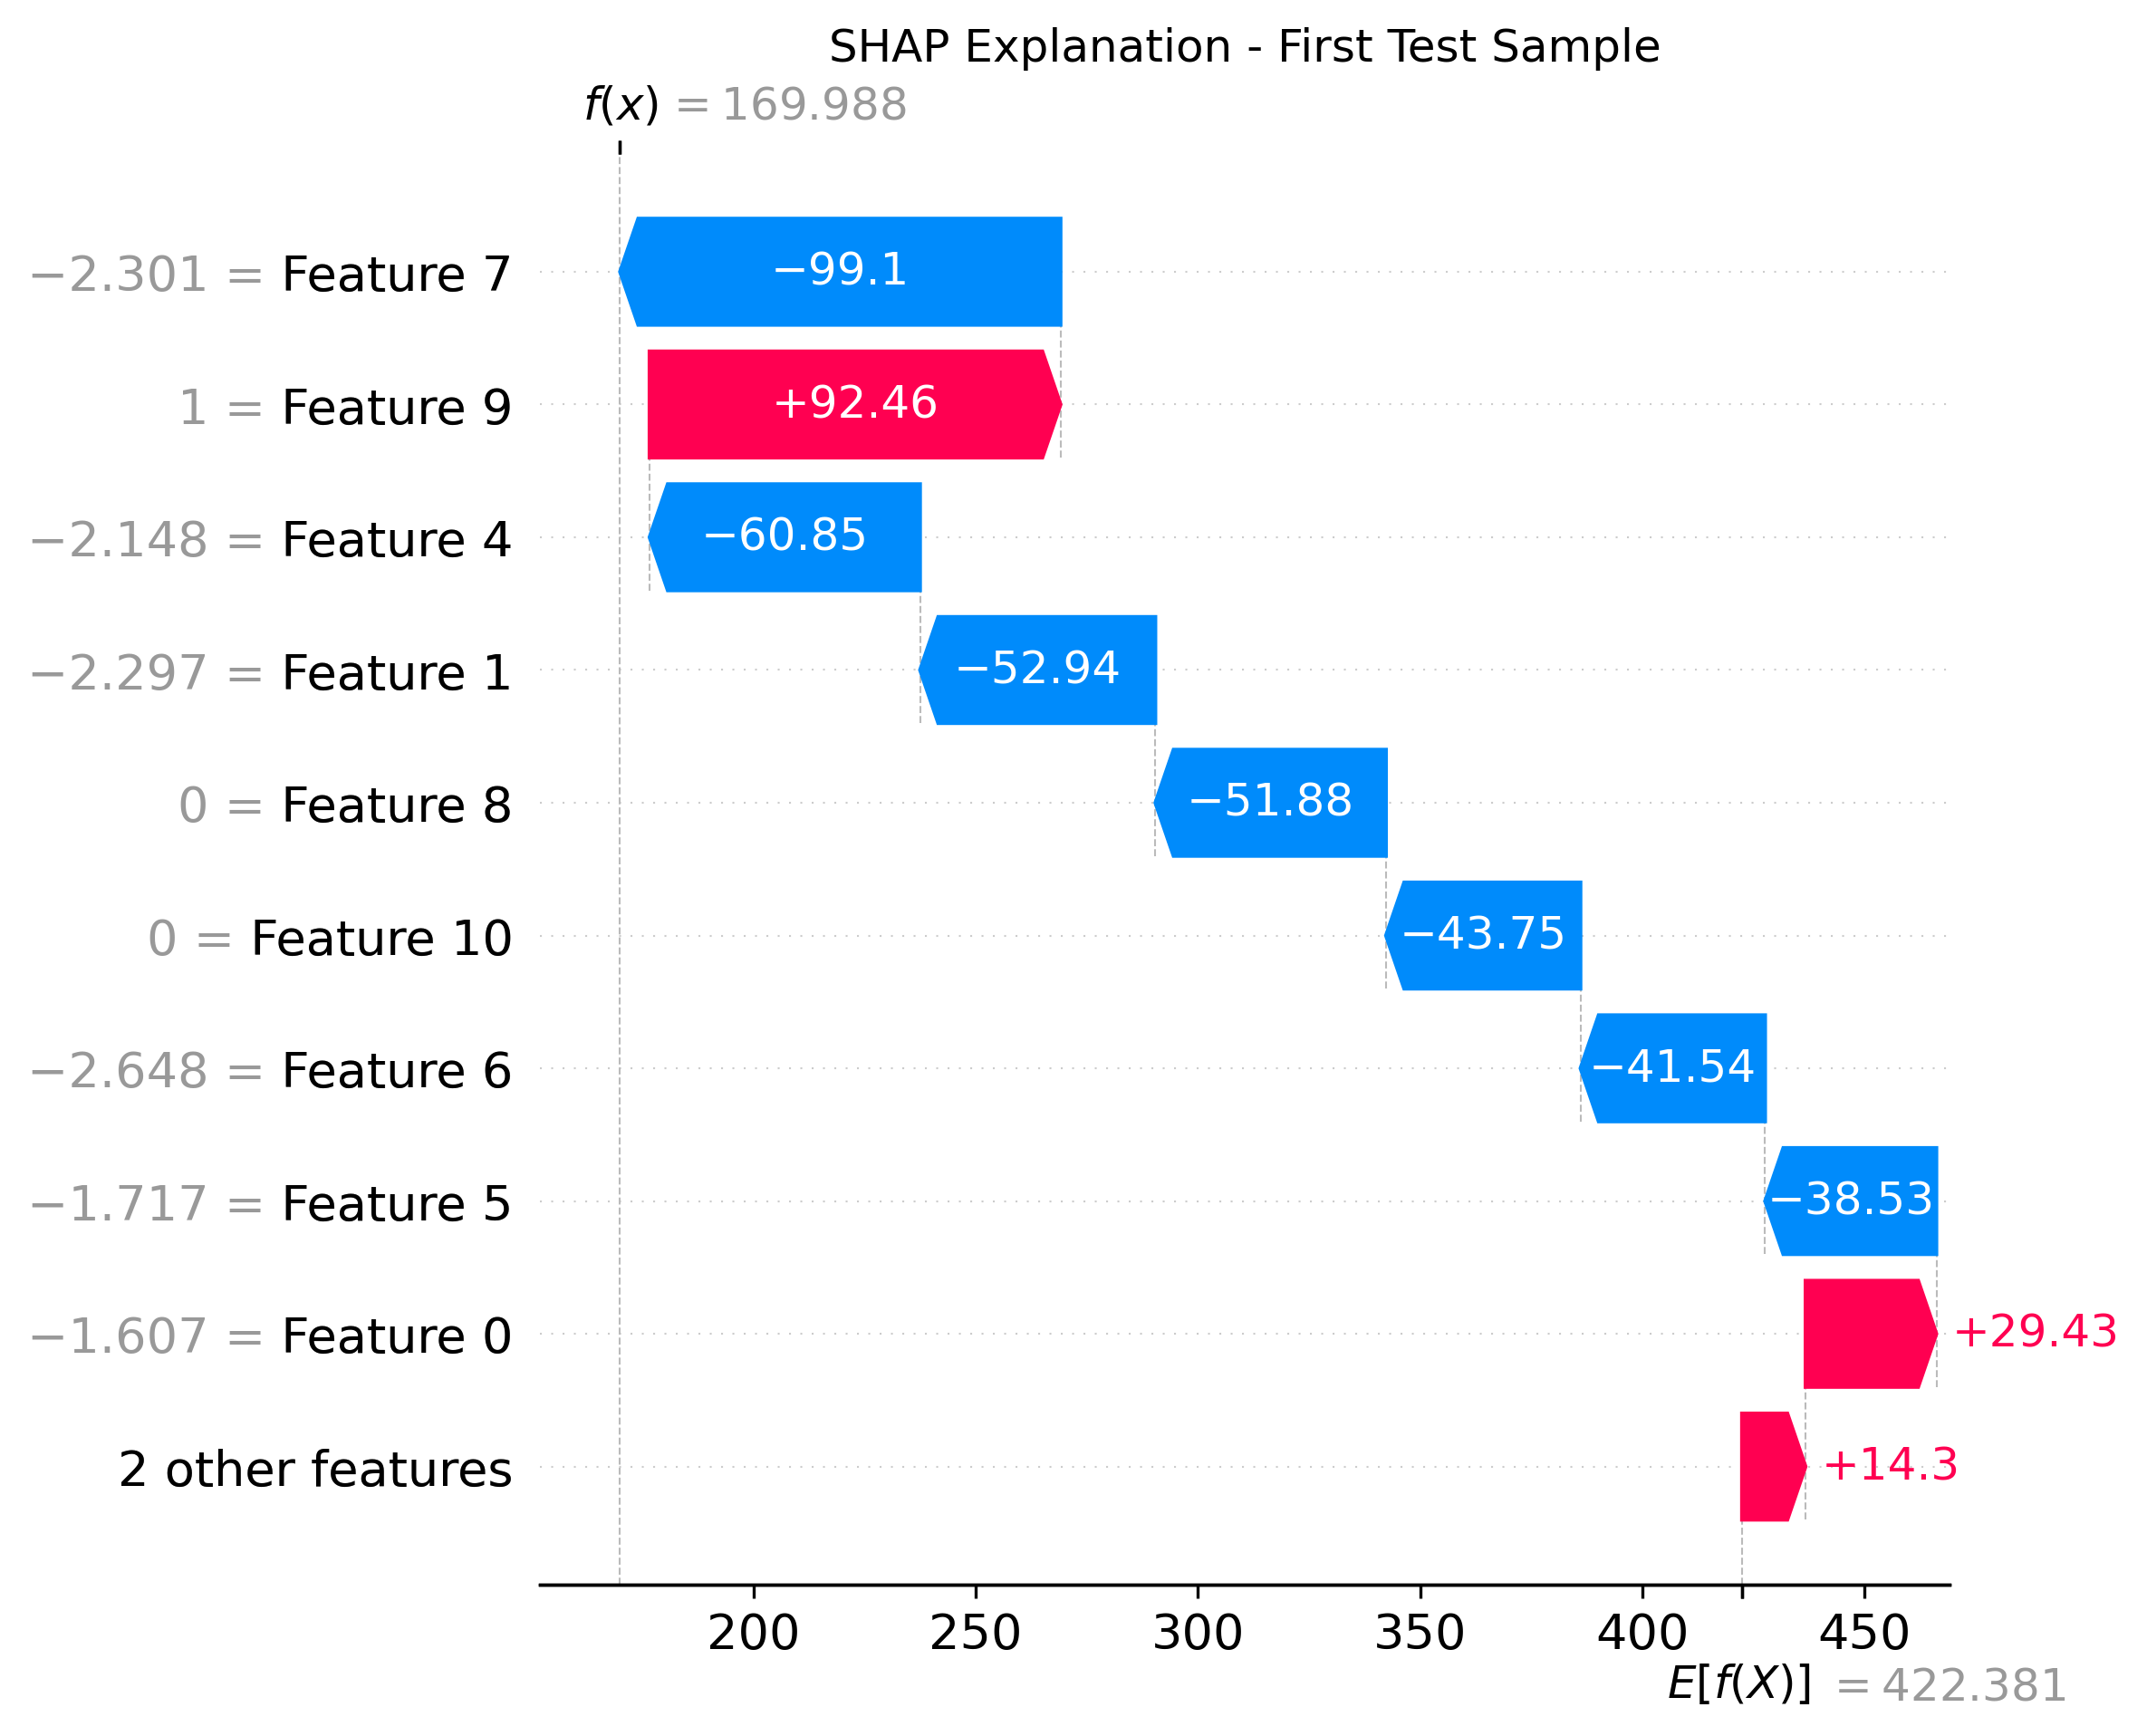 SHAP Explanation - First Test Sample
f(x) = 169.988
−2.301 = Feature 7
−99.1
1 = Feature 9
+92.46
−2.148 = Feature 4
−60.85
−2.297 = Feature 1
−52.94
0 = Feature 8
−51.88
0 = Feature 10
−43.75
−2.648 = Feature 6
−41.54
−1.717 = Feature 5
−38.53
−1.607 = Feature 0
+29.43
2 other features
+14.3
200 250 300 350 400 450
E[f(X)] = 422.381